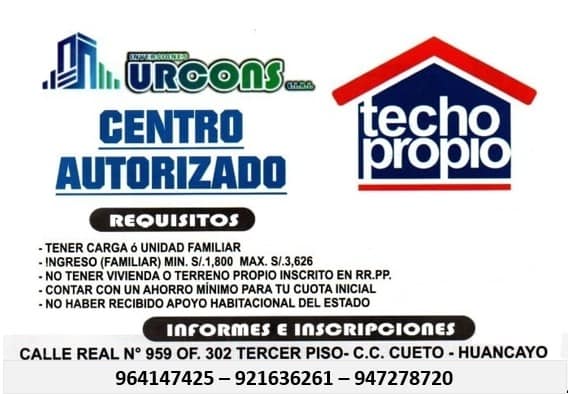 INVERSIONES
URCONS E.I.R.L.
CENTRO
AUTORIZADO
techo
propio
REQUISITOS
- TENER CARGA ó UNIDAD FAMILIAR
- !NGRESO (FAMILIAR) MIN. S/.1,800  MAX. S/.3,626
- NO TENER VIVIENDA O TERRENO PROPIO INSCRITO EN RR.PP.
- CONTAR CON UN AHORRO MÍNIMO PARA TU CUOTA INICIAL
- NO HABER RECIBIDO APOYO HABITACIONAL DEL ESTADO
INFORMES E INSCRIPCIONES
CALLE REAL N° 959 OF. 302 TERCER PISO- C.C. CUETO - HUANCAYO
964147425 – 921636261 – 947278720